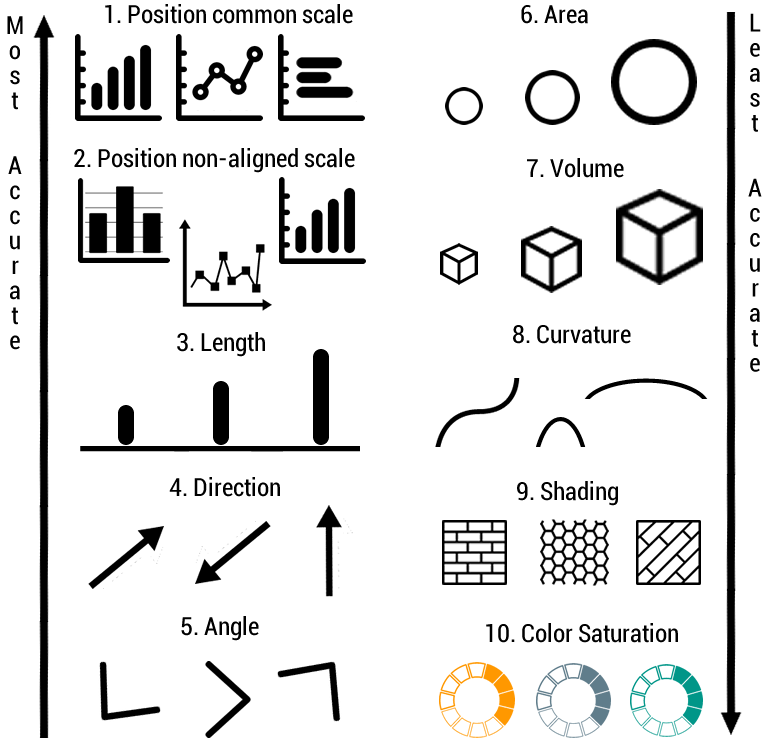 Most Accurate
1. Position common scale
2. Position non-aligned scale
3. Length
4. Direction
5. Angle
6. Area
7. Volume
8. Curvature
9. Shading
10. Color Saturation
Least Accurate